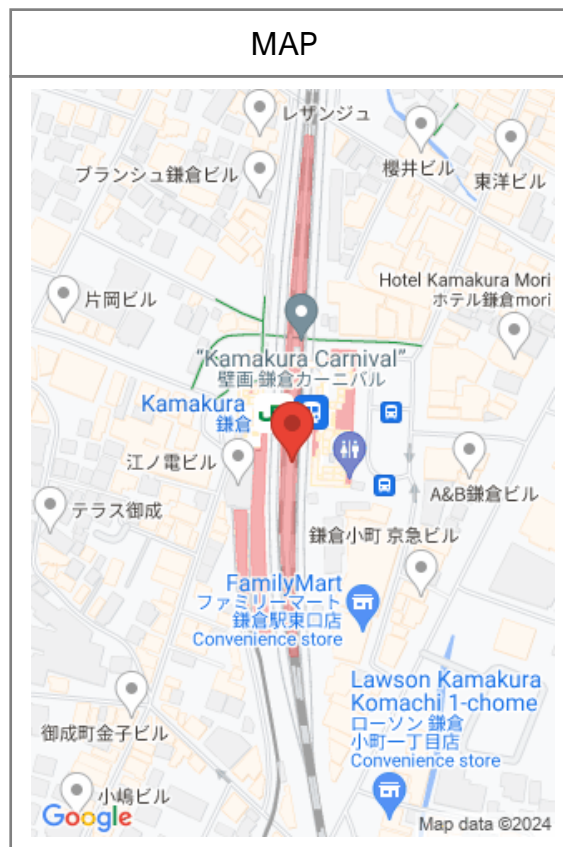 MAP
レザンジュ
櫻井ビル
東洋ビル
ブランシュ鎌倉ビル
片岡ビル
Hotel Kamakura Mori
ホテル鎌倉mori
“Kamakura Carnival”
壁画 鎌倉カーニバル
Kamakura
鎌倉
江ノ電ビル
A&B鎌倉ビル
テラス御成
鎌倉小町 京急ビル
FamilyMart
ファミリーマート
鎌倉駅東口店
Convenience store
Lawson Kamakura
Komachi 1-chome
ローソン 鎌倉
小町一丁目店
Convenience store
御成町金子ビル
小嶋ビル
Google
Map data ©2024